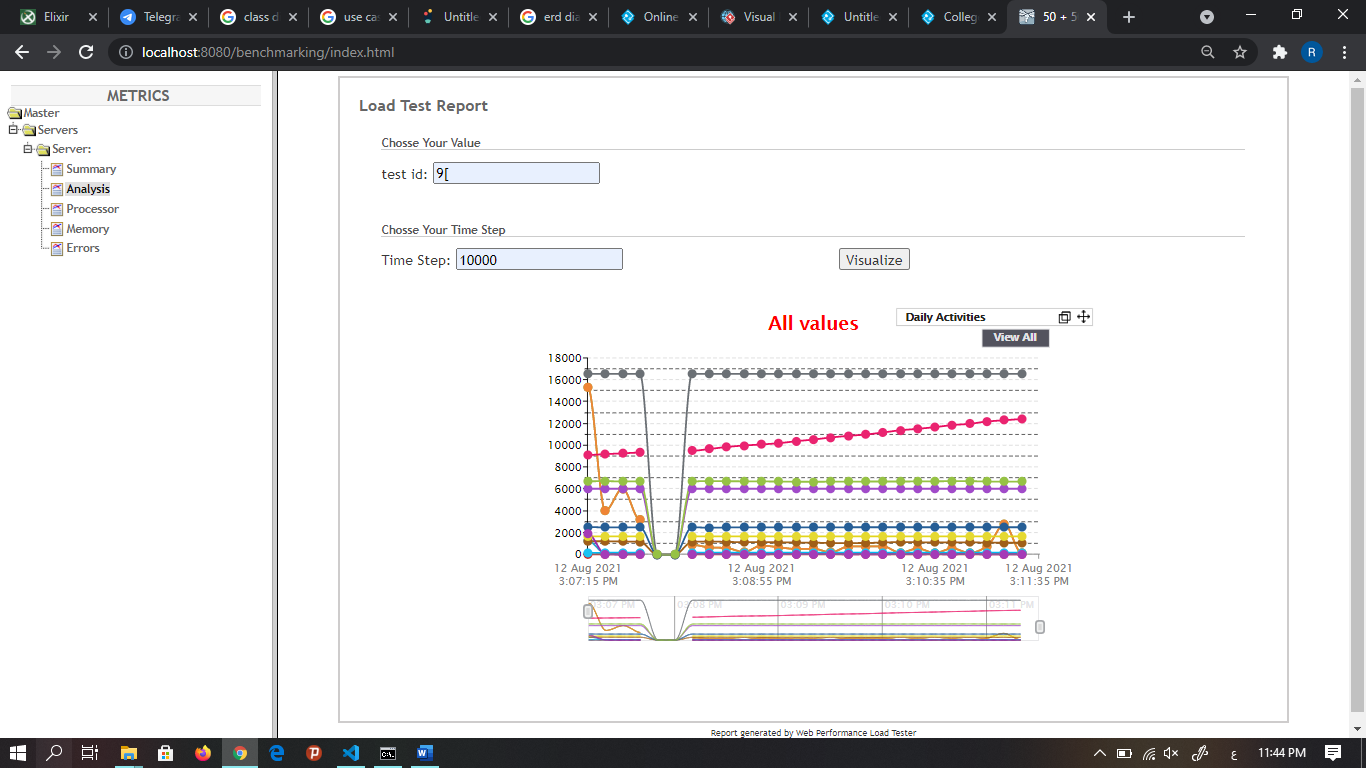 Elixir
Telegra
class d
use cas
Untitle
erd dia
Online
Visual
Untitle
Colleg
50 + 5
localhost:8080/benchmarking/index.html
R
METRICS
Master
Servers
Server:
Summary
Analysis
Processor
Memory
Errors
Load Test Report
Chosse Your Value
test id: 9[
Chosse Your Time Step
Time Step: 10000
Visualize
All values
Daily Activities
View All
18000
16000
14000
12000
10000
8000
6000
4000
2000
0
12 Aug 2021 12 Aug 2021 12 Aug 2021 12 Aug 2021
3:07:15 PM 3:08:55 PM 3:10:35 PM 3:11:35 PM
03:07 PM 03:08 PM 03:09 PM 03:10 PM 03:11 PM
Report generated by Web Performance Load Tester
ع 11:44 PM